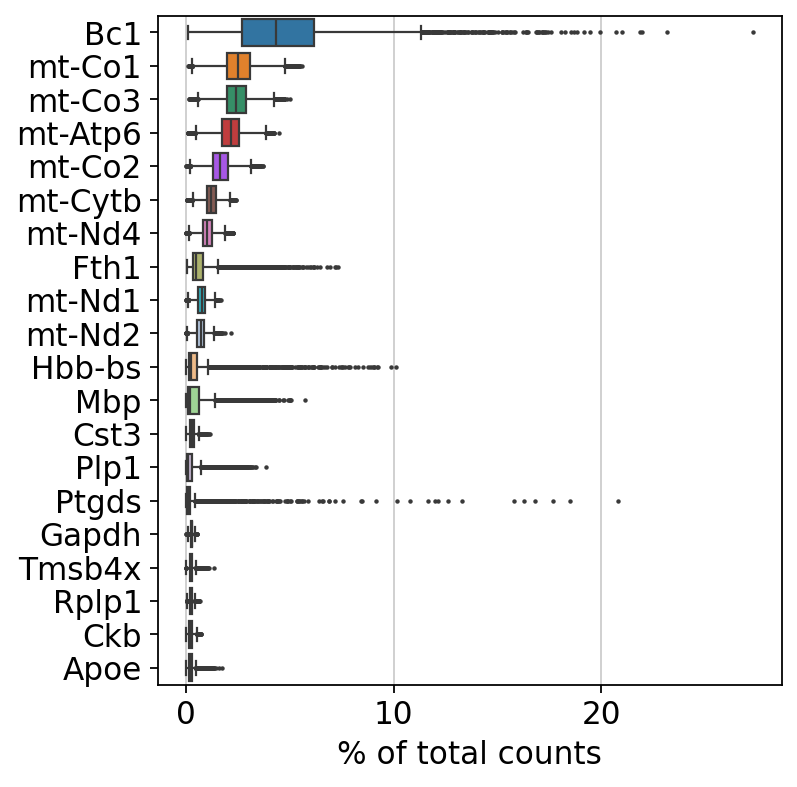 Bc1
mt-Co1
mt-Co3
mt-Atp6
mt-Co2
mt-Cytb
mt-Nd4
Fth1
mt-Nd1
mt-Nd2
Hbb-bs
Mbp
Cst3
Plp1
Ptgds
Gapdh
Tmsb4x
Rplp1
Ckb
Apoe
0 10 20
% of total counts